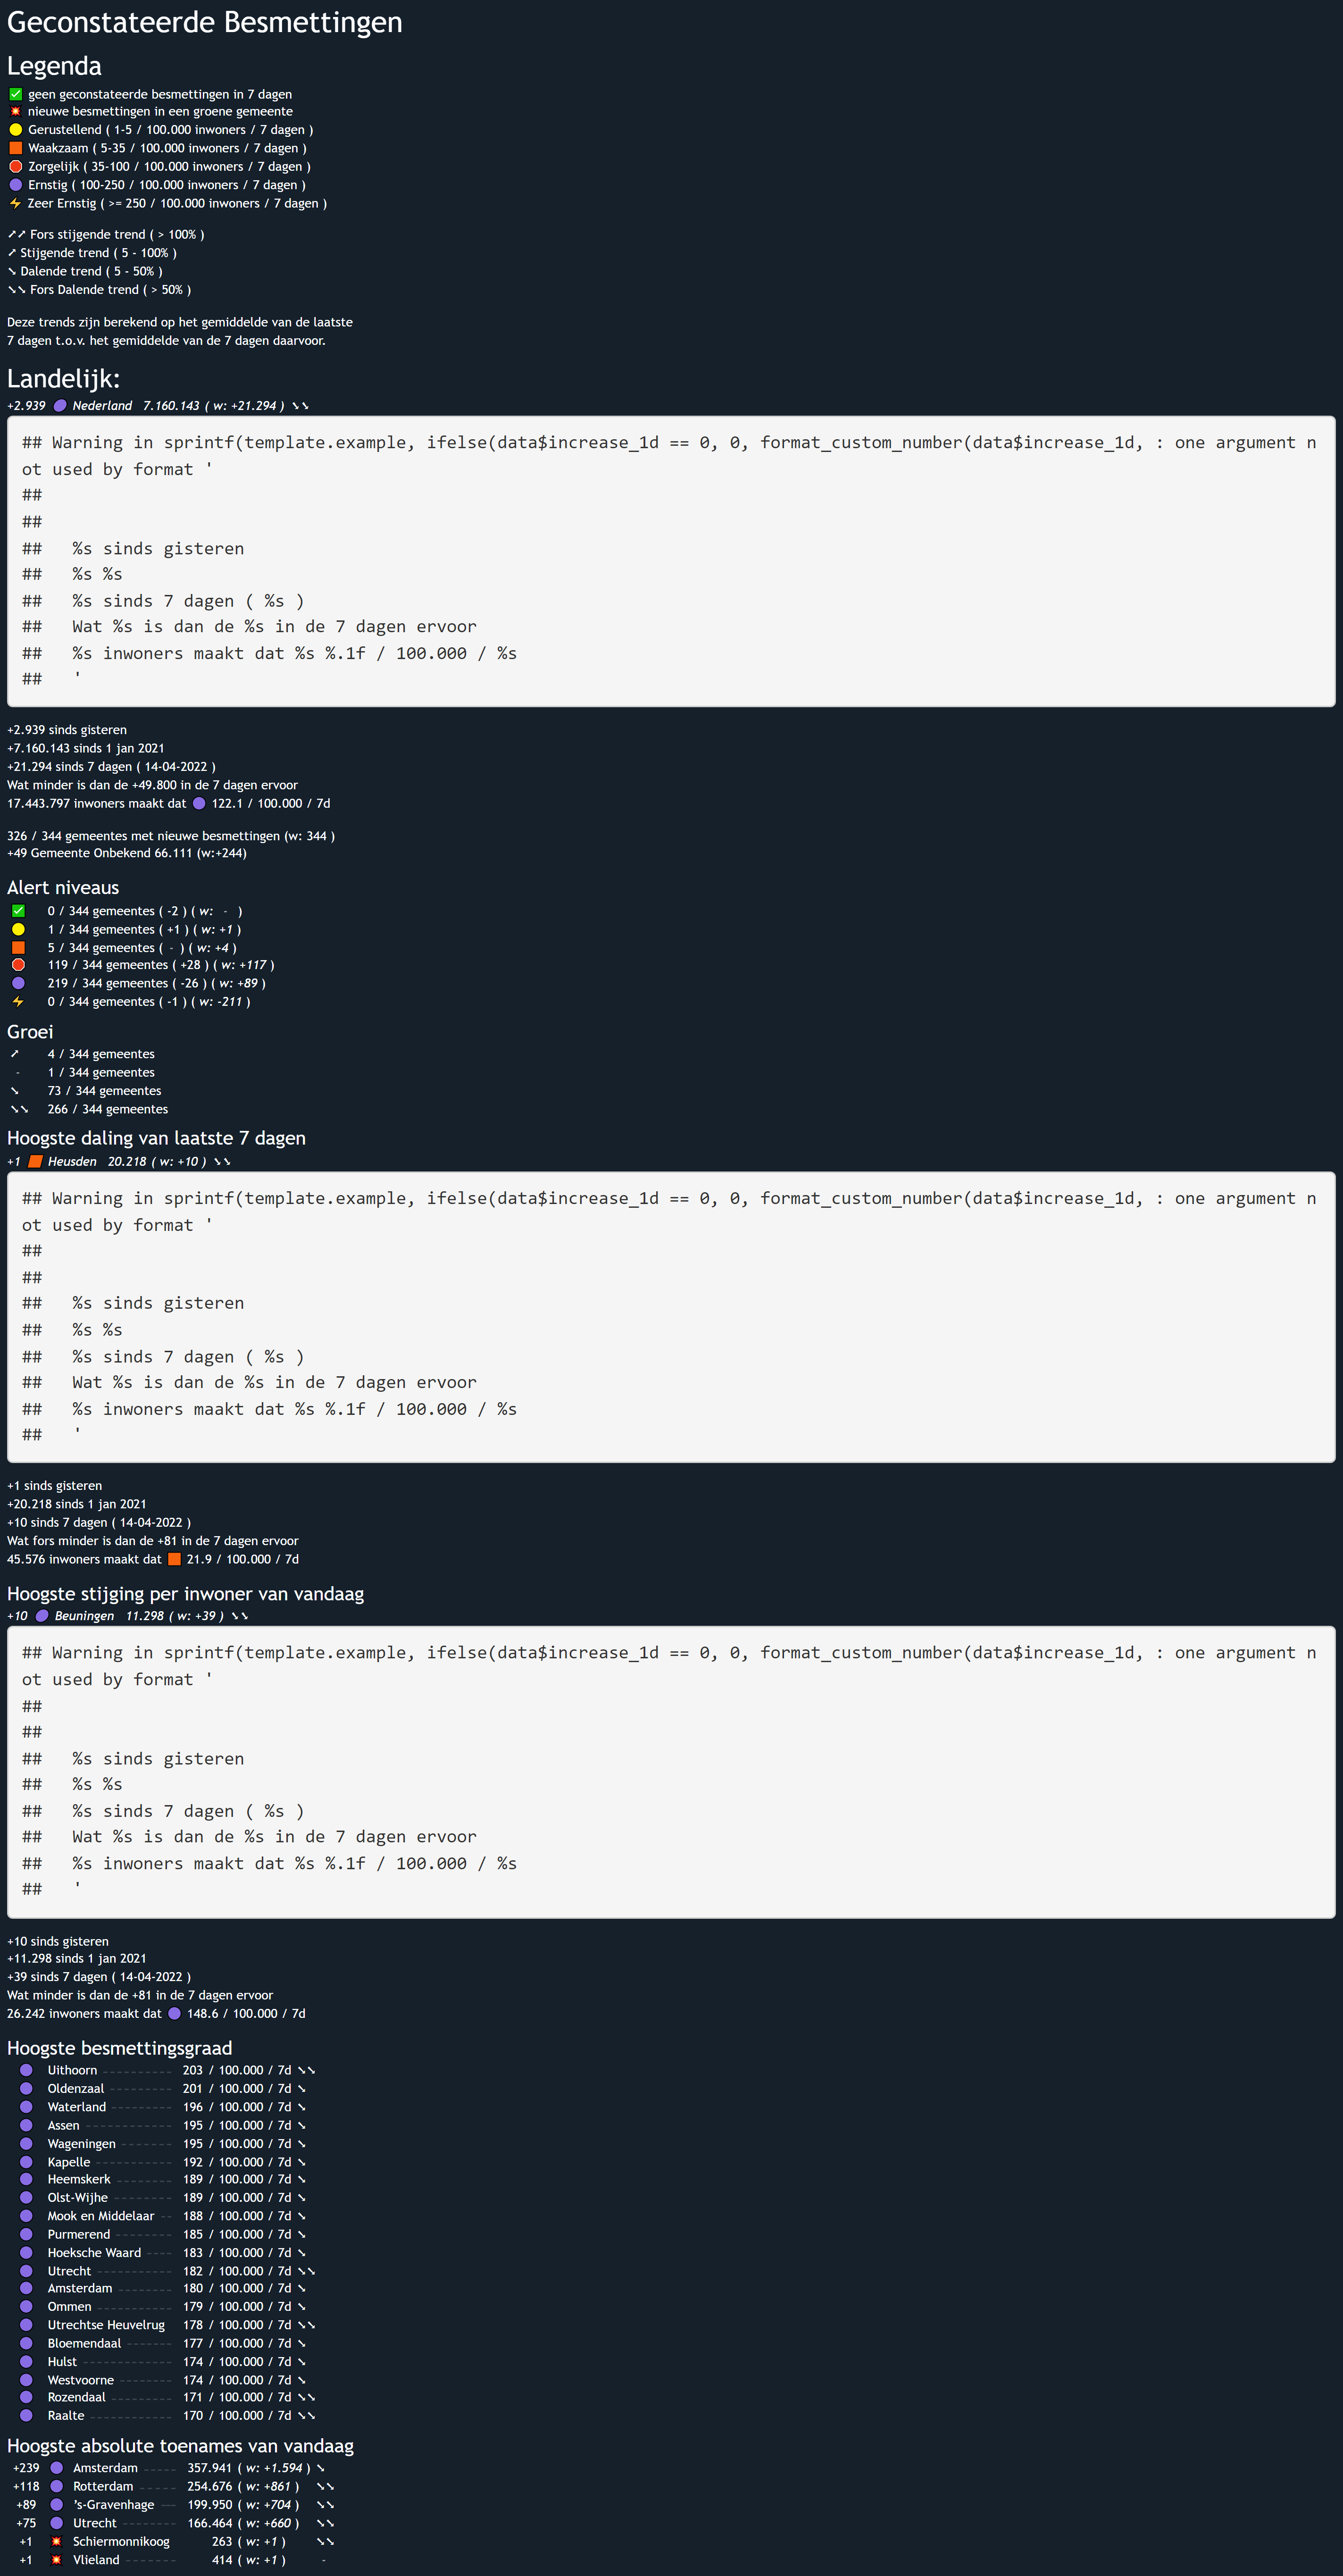 Geconstateerde Besmettingen
Legenda
✅ geen geconstateerde besmettingen in 7 dagen
💥 nieuwe besmettingen in een groene gemeente
🟡 Gerustellend ( 1-5 / 100.000 inwoners / 7 dagen )
🟧 Waakzaam ( 5-35 / 100.000 inwoners / 7 dagen )
🛑 Zorgelijk ( 35-100 / 100.000 inwoners / 7 dagen )
🟣 Ernstig ( 100-250 / 100.000 inwoners / 7 dagen )
⚡ Zeer Ernstig ( >= 250 / 100.000 inwoners / 7 dagen )
➚➚ Fors stijgende trend ( > 100% )
➚ Stijgende trend ( 5 - 100% )
➘ Dalende trend ( 5 - 50% )
➘➘ Fors Dalende trend ( > 50% )
Deze trends zijn berekend op het gemiddelde van de laatste
7 dagen t.o.v. het gemiddelde van de 7 dagen daarvoor.
Landelijk:
+2.939 🟣 Nederland 7.160.143 ( w: +21.294 ) ➘➘
## Warning in sprintf(template.example, ifelse(data$increase_1d == 0, 0, format_custom_number(data$increase_1d, : one argument n
ot used by format '
##
##
## %s sinds gisteren
## %s %s
## %s sinds 7 dagen ( %s )
## Wat %s is dan de %s in de 7 dagen ervoor
## %s inwoners maakt dat %s %.1f / 100.000 / %s
## '
+2.939 sinds gisteren
+7.160.143 sinds 1 jan 2021
+21.294 sinds 7 dagen ( 14-04-2022 )
Wat minder is dan de +49.800 in de 7 dagen ervoor
17.443.797 inwoners maakt dat 🟣 122.1 / 100.000 / 7d
326 / 344 gemeentes met nieuwe besmettingen (w: 344 )
+49 Gemeente Onbekend 66.111 (w:+244)
Alert niveaus
✅ 0 / 344 gemeentes ( -2 ) ( w: - )
🟡 1 / 344 gemeentes ( +1 ) ( w: +1 )
🟧 5 / 344 gemeentes ( - ) ( w: +4 )
🛑 119 / 344 gemeentes ( +28 ) ( w: +117 )
🟣 219 / 344 gemeentes ( -26 ) ( w: +89 )
⚡ 0 / 344 gemeentes ( -1 ) ( w: -211 )
Groei
➚ 4 / 344 gemeentes
- 1 / 344 gemeentes
➘ 73 / 344 gemeentes
➘➘ 266 / 344 gemeentes
Hoogste daling van laatste 7 dagen
+1 🟧 Heusden 20.218 ( w: +10 ) ➘➘
## Warning in sprintf(template.example, ifelse(data$increase_1d == 0, 0, format_custom_number(data$increase_1d, : one argument n
ot used by format '
##
##
## %s sinds gisteren
## %s %s
## %s sinds 7 dagen ( %s )
## Wat %s is dan de %s in de 7 dagen ervoor
## %s inwoners maakt dat %s %.1f / 100.000 / %s
## '
+1 sinds gisteren
+20.218 sinds 1 jan 2021
+10 sinds 7 dagen ( 14-04-2022 )
Wat fors minder is dan de +81 in de 7 dagen ervoor
45.576 inwoners maakt dat 🟧 21.9 / 100.000 / 7d
Hoogste stijging per inwoner van vandaag
+10 🟣 Beuningen 11.298 ( w: +39 ) ➘➘
## Warning in sprintf(template.example, ifelse(data$increase_1d == 0, 0, format_custom_number(data$increase_1d, : one argument n
ot used by format '
##
##
## %s sinds gisteren
## %s %s
## %s sinds 7 dagen ( %s )
## Wat %s is dan de %s in de 7 dagen ervoor
## %s inwoners maakt dat %s %.1f / 100.000 / %s
## '
+10 sinds gisteren
+11.298 sinds 1 jan 2021
+39 sinds 7 dagen ( 14-04-2022 )
Wat minder is dan de +81 in de 7 dagen ervoor
26.242 inwoners maakt dat 🟣 148.6 / 100.000 / 7d
Hoogste besmettingsgraad
🟣 Uithoorn 203 / 100.000 / 7d ➘➘
🟣 Oldenzaal 201 / 100.000 / 7d ➘
🟣 Waterland 196 / 100.000 / 7d ➘
🟣 Assen 195 / 100.000 / 7d ➘
🟣 Wageningen 195 / 100.000 / 7d ➘
🟣 Kapelle 192 / 100.000 / 7d ➘
🟣 Heemskerk 189 / 100.000 / 7d ➘
🟣 Olst-Wijhe 189 / 100.000 / 7d ➘
🟣 Mook en Middelaar 188 / 100.000 / 7d ➘
🟣 Purmerend 185 / 100.000 / 7d ➘
🟣 Hoeksche Waard 183 / 100.000 / 7d ➘
🟣 Utrecht 182 / 100.000 / 7d ➘➘
🟣 Amsterdam 180 / 100.000 / 7d ➘
🟣 Ommen 179 / 100.000 / 7d ➘
🟣 Utrechtse Heuvelrug 178 / 100.000 / 7d ➘➘
🟣 Bloemendaal 177 / 100.000 / 7d ➘
🟣 Hulst 174 / 100.000 / 7d ➘
🟣 Westvoorne 174 / 100.000 / 7d ➘
🟣 Rozendaal 171 / 100.000 / 7d ➘➘
🟣 Raalte 170 / 100.000 / 7d ➘➘
Hoogste absolute toenames van vandaag
+239 🟣 Amsterdam 357.941 ( w: +1.594 ) ➘
+118 🟣 Rotterdam 254.676 ( w: +861 ) ➘➘
+89 🟣 's-Gravenhage 199.950 ( w: +704 ) ➘➘
+75 🟣 Utrecht 166.464 ( w: +660 ) ➘➘
+1 💥 Schiermonnikoog 263 ( w: +1 ) ➘➘
+1 💥 Vlieland 414 ( w: +1 ) -